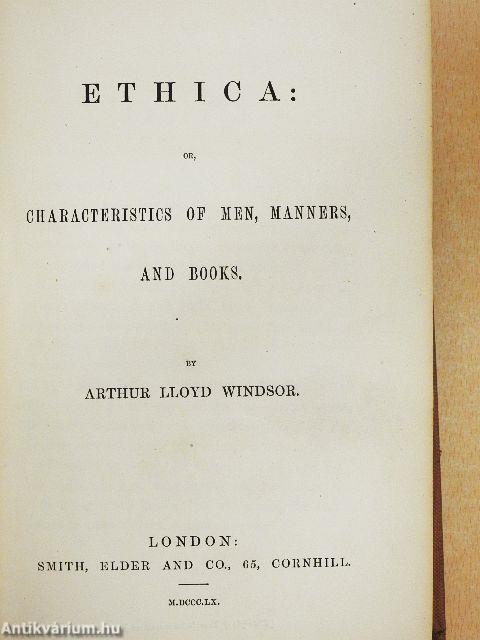 ETHICA:
OR,
CHARACTERISTICS OF MEN, MANNERS,
AND BOOKS.
BY
ARTHUR LLOYD WINDSOR.
LONDON:
SMITH, ELDER AND CO., 65, CORNHILL.
M.DCCC.LX.
Antikvárium.hu